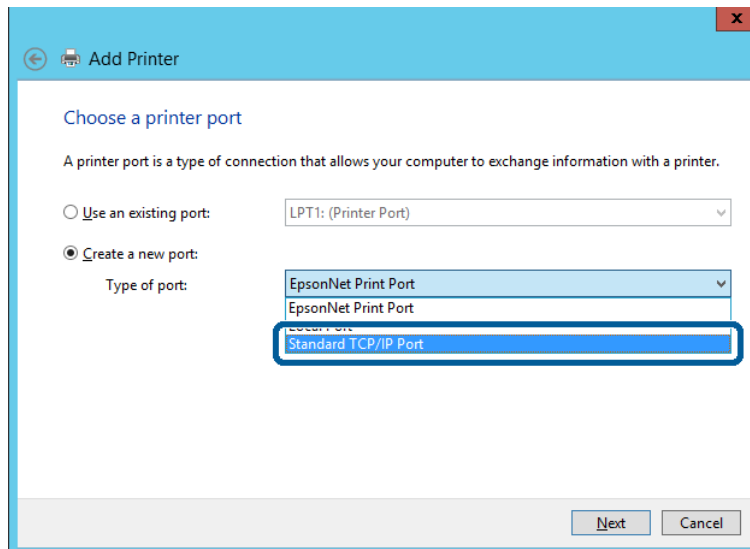 x
Add Printer
Choose a printer port
A printer port is a type of connection that allows your computer to exchange information with a printer.
Use an existing port: LPT1: (Printer Port)
Create a new port:
Type of port: EpsonNet Print Port
EpsonNet Print Port
Local Port
Standard TCP/IP Port
Next Cancel